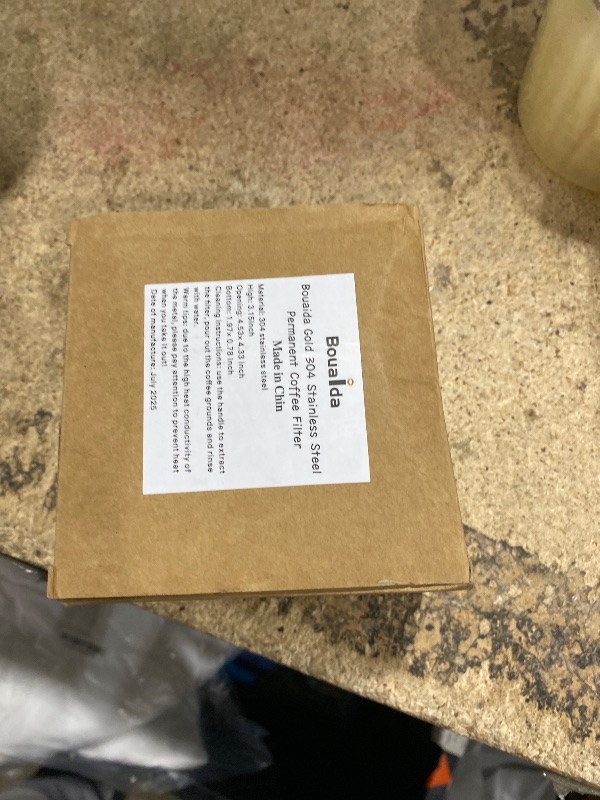 Bouaida
Bouaida Gold 304 Stainless Steel
Permanent Coffee Filter
Made in Chin
Material: 304 stainless steel
High: 3.15inch
Opening: 4.53x 4.33 inch
Bottom: 1.97x 0.78 inch
Cleaning instructions: use the handle to extract
the filter, pour out the coffee grounds and rinse
with water.
Warm tips: due to the high heat conductivity of
the metal, please pay attention to prevent heat
when you take it out!
Date of manufacture: July 2025